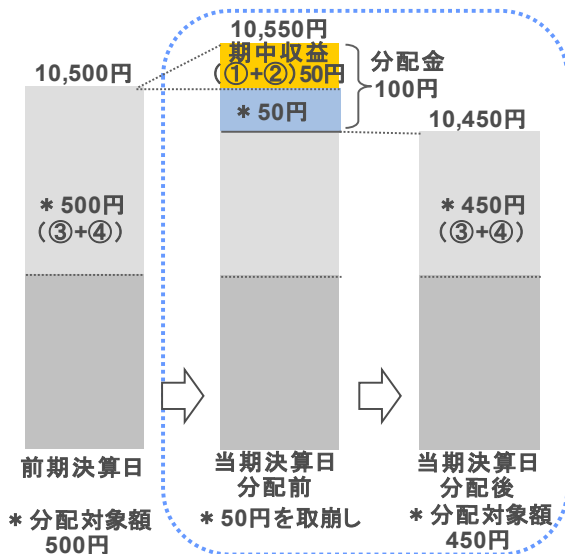 10,500円
＊500円
（③+④）
前期決算日
＊分配対象額
500円
10,550円
期中収益
（①+②）50円
＊50円
分配金
100円
当期決算日
分配前
＊50円を取崩し
10,450円
＊450円
（③+④）
当期決算日
分配後
＊分配対象額
450円